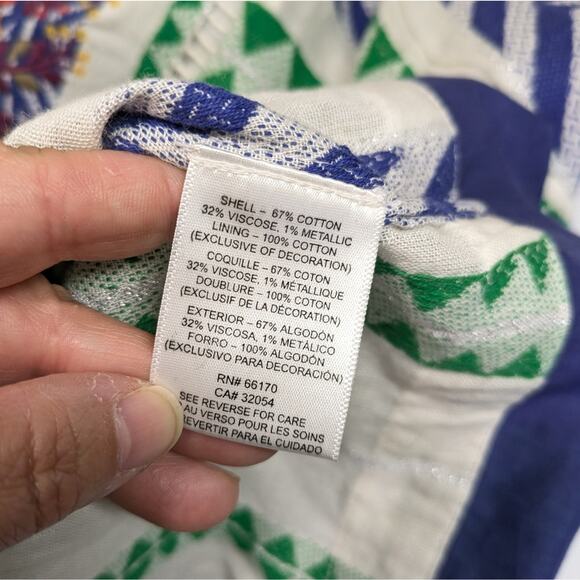 SHELL – 67% COTTON
32% VISCOSE, 1% METALLIC
LINING – 100% COTTON
(EXCLUSIVE OF DECORATION)
COQUILLE – 67% COTON
32% VISCOSE, 1% MÉTALLIQUE
DOUBLURE – 100% COTON
(EXCLUSIF DE LA DÉCORATION)
EXTERIOR – 67% ALGODÓN
32% VISCOSA, 1% METÁLICO
FORRO – 100% ALGODÓN
(EXCLUSIVO PARA DECORACIÓN)
RN# 66170
CA# 32054
SEE REVERSE FOR CARE
AU VERSO POUR LES SOINS
REVERTIR PARA EL CUIDADO